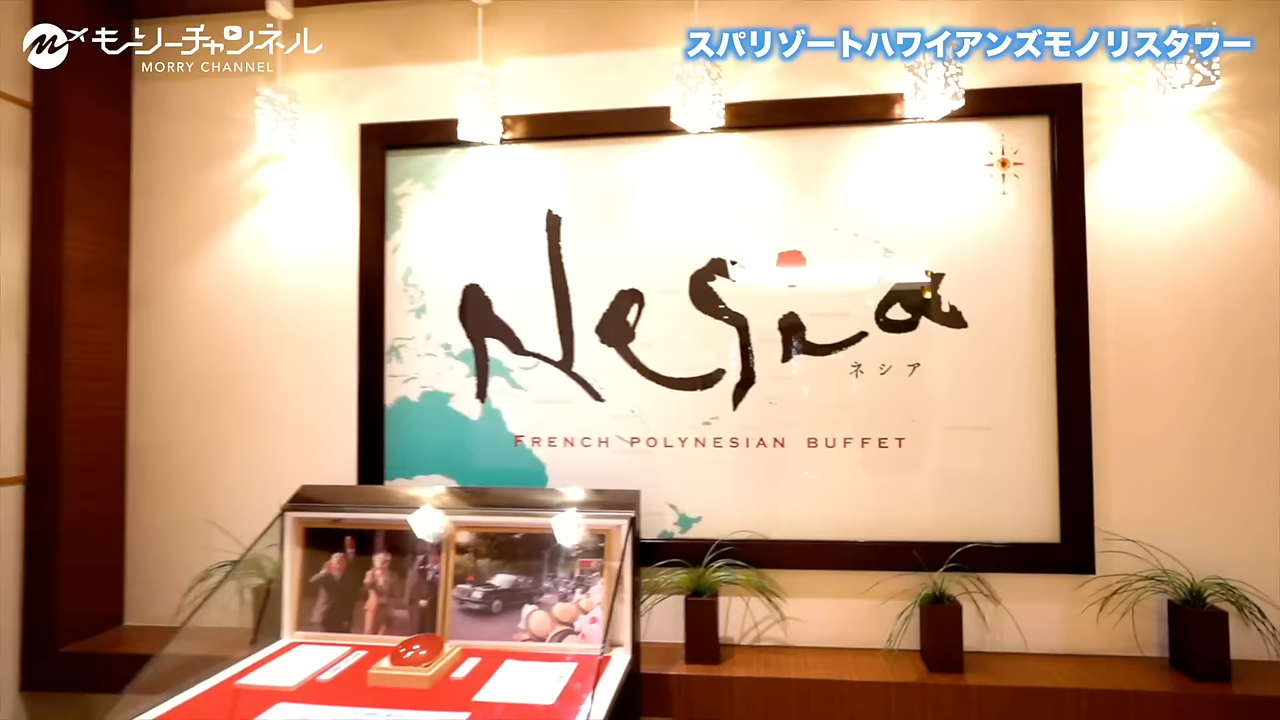 モーリーチャンネル
MORRY CHANNEL
スパリゾートハワイアンズモノリスタワー
Nesia
ネシア
FRENCH POLYNESIAN BUFFET